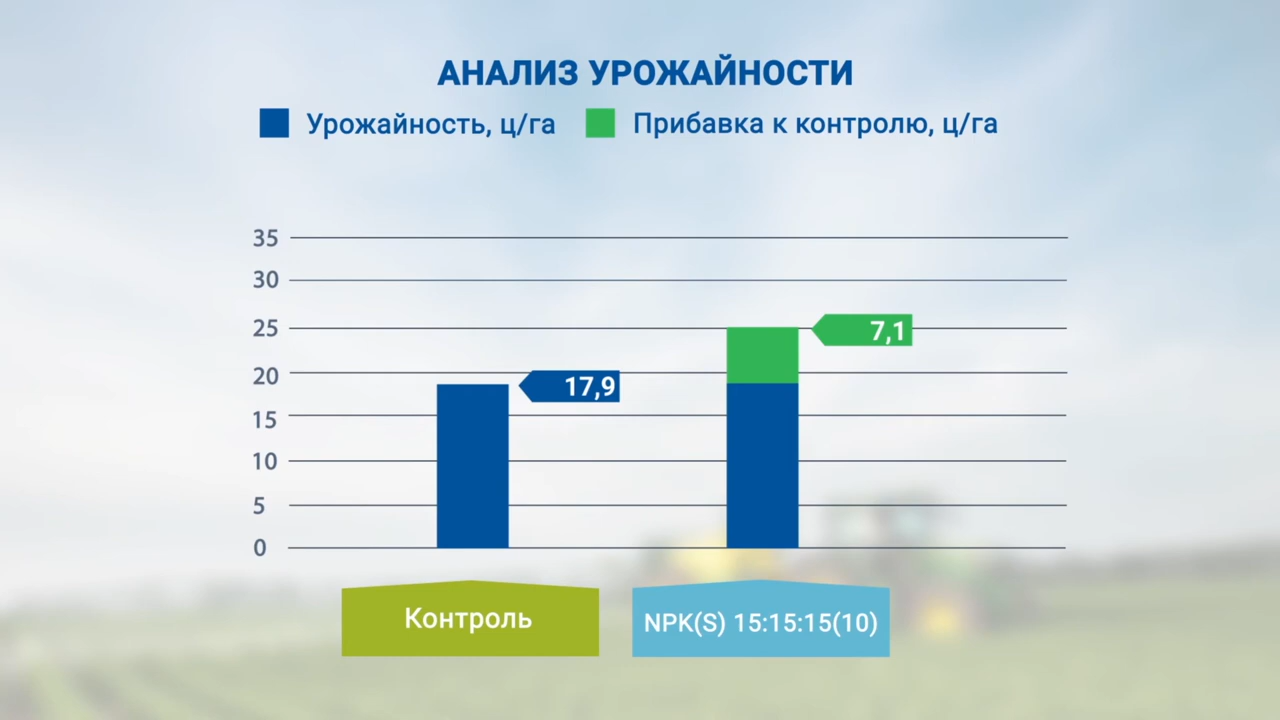 АНАЛИЗ УРОЖАЙНОСТИ
Урожайность, ц/га
Прибавка к контролю, ц/га
35
30
25
20
15
10
5
0
17,9
7,1
Контроль
NPK(S) 15:15:15(10)